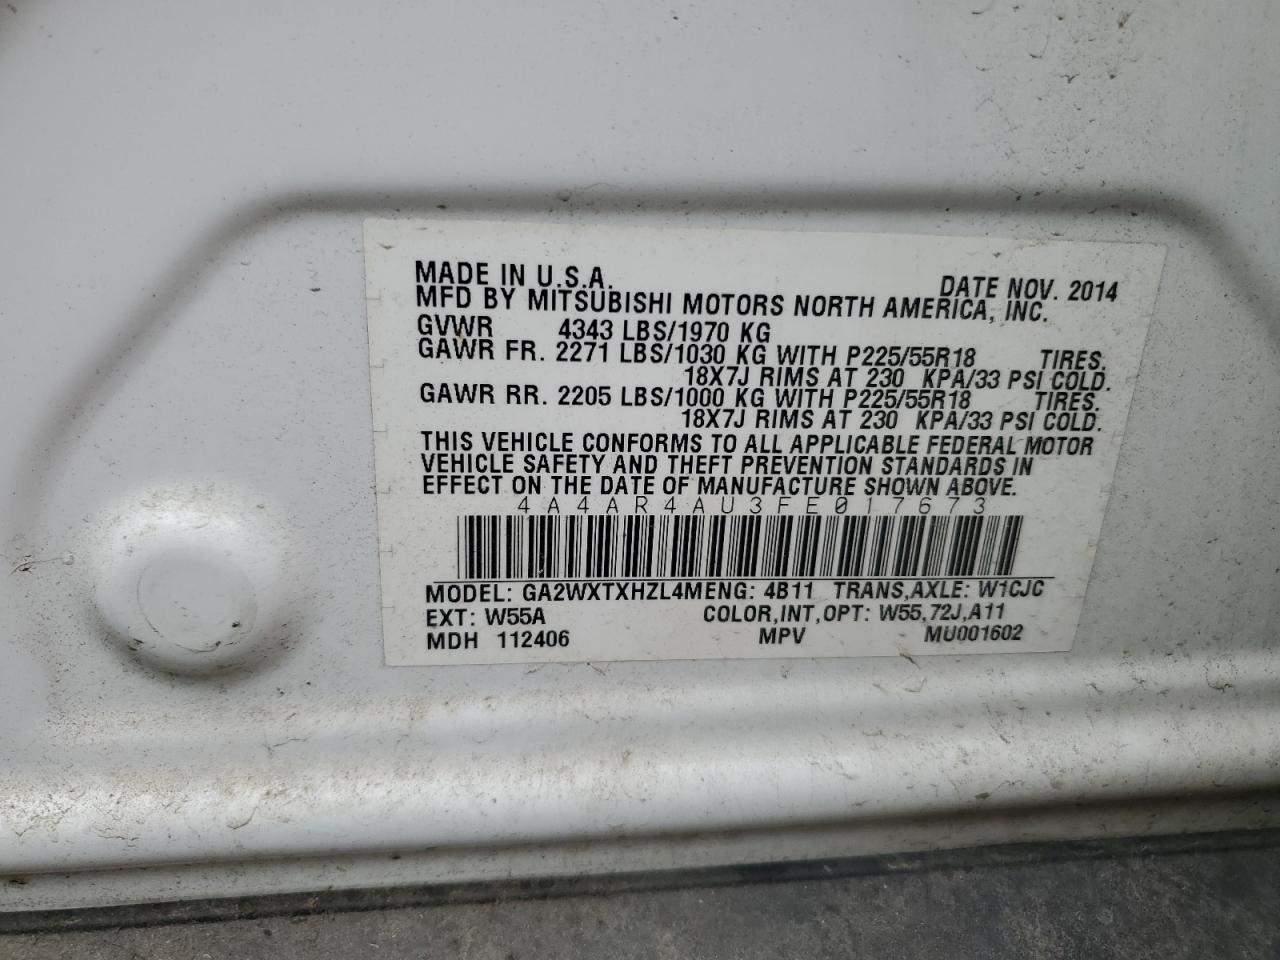 MADE IN U.S.A. DATE NOV. 2014
MFD BY MITSUBISHI MOTORS NORTH AMERICA, INC.
GVWR 4343 LBS/1970 KG
GAWR FR. 2271 LBS/1030 KG WITH P225/55R18 TIRES.
18X7J RIMS AT 230 KPA/33 PSI COLD.
GAWR RR. 2205 LBS/1000 KG WITH P225/55R18 TIRES.
18X7J RIMS AT 230 KPA/33 PSI COLD.
THIS VEHICLE CONFORMS TO ALL APPLICABLE FEDERAL MOTOR
VEHICLE SAFETY AND THEFT PREVENTION STANDARDS IN
EFFECT ON THE DATE OF MANUFACTURE SHOWN ABOVE.
4A4AR4AU3FE017673
MODEL: GA2WXTXHZL4MENG: 4B11 TRANS,AXLE: W1CJC
EXT: W55A COLOR,INT,OPT: W55,72J,A11
MDH 112406 MPV MU001602